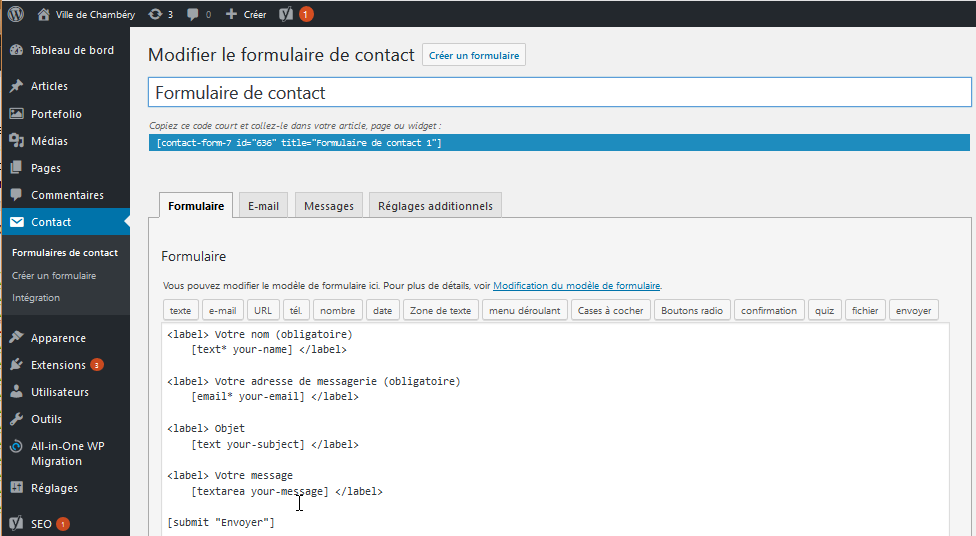 Ville de Chambéry 3 0 + Créer 1
Tableau de bord
Articles
Portefolio
Médias
Pages
Commentaires
Contact
Formulaires de contact
Créer un formulaire
Intégration
Apparence
Extensions 3
Utilisateurs
Outils
All-in-One WP
Migration
Réglages
SEO 1
Modifier le formulaire de contact Créer un formulaire
Formulaire de contact
Copiez ce code court et collez-le dans votre article, page ou widget :
[contact-form-7 id="636" title="Formulaire de contact 1"]
Formulaire E-mail Messages Réglages additionnels
Formulaire
Vous pouvez modifier le modèle de formulaire ici. Pour plus de détails, voir Modification du modèle de formulaire.
texte e-mail URL tél. nombre date Zone de texte menu déroulant Cases à cocher Boutons radio confirmation quiz fichier envoyer
<label> Votre nom (obligatoire)
[text* your-name] </label>
<label> Votre adresse de messagerie (obligatoire)
[email* your-email] </label>
<label> Objet
[text your-subject] </label>
<label> Votre message
[textarea your-message] </label>
[submit "Envoyer"]